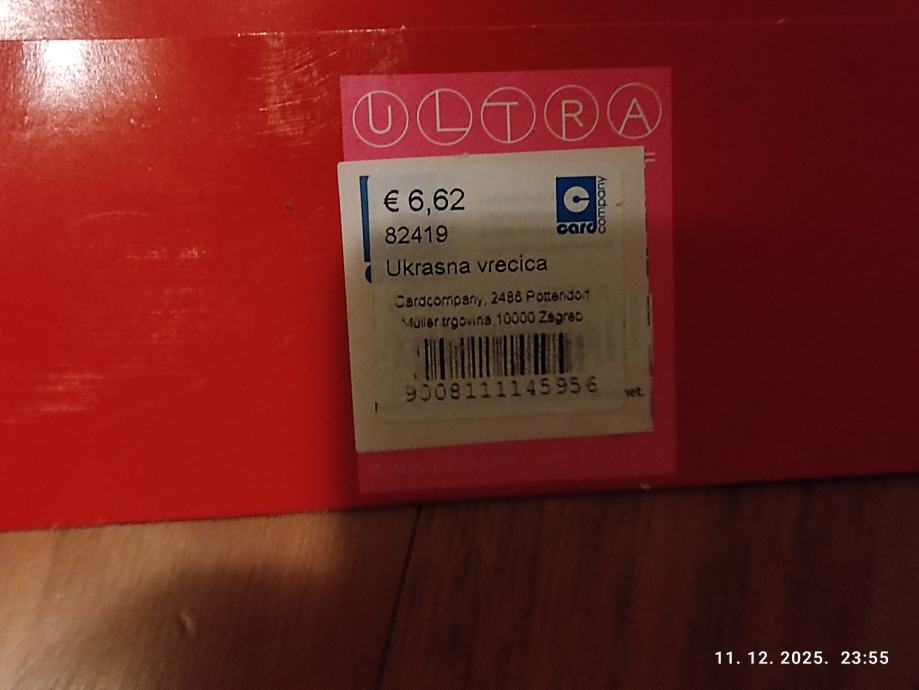 ULTRA
€ 6,62
card company
82419
Ukrasna vrecica
Cardcompany, 2486 Pottendorf
Müller trgovina 10000 Zagreb
9008111145956
vet.
11. 12. 2025. 23:55